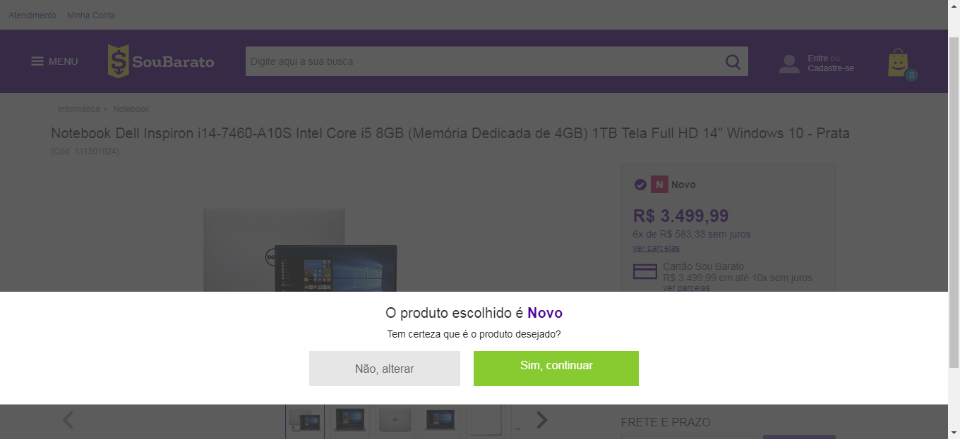 Atendimento Minha Conta
MENU SouBarato Digite aqui a sua busca Entre ou
Cadastre-se
0
Informática > Notebook
Notebook Dell Inspiron i14-7460-A10S Intel Core i5 8GB (Memória Dedicada de 4GB) 1TB Tela Full HD 14" Windows 10 - Prata
N Novo
R$ 3.499,99
6x de R$ 583,33 sem juros
ver parcelas
Cartão Sou Barato
R$ 3.499,99 em até 10x sem juros
ver parcelas
O produto escolhido é Novo
Tem certeza que é o produto desejado?
Não, alterar Sim, continuar
FRETE E PRAZO